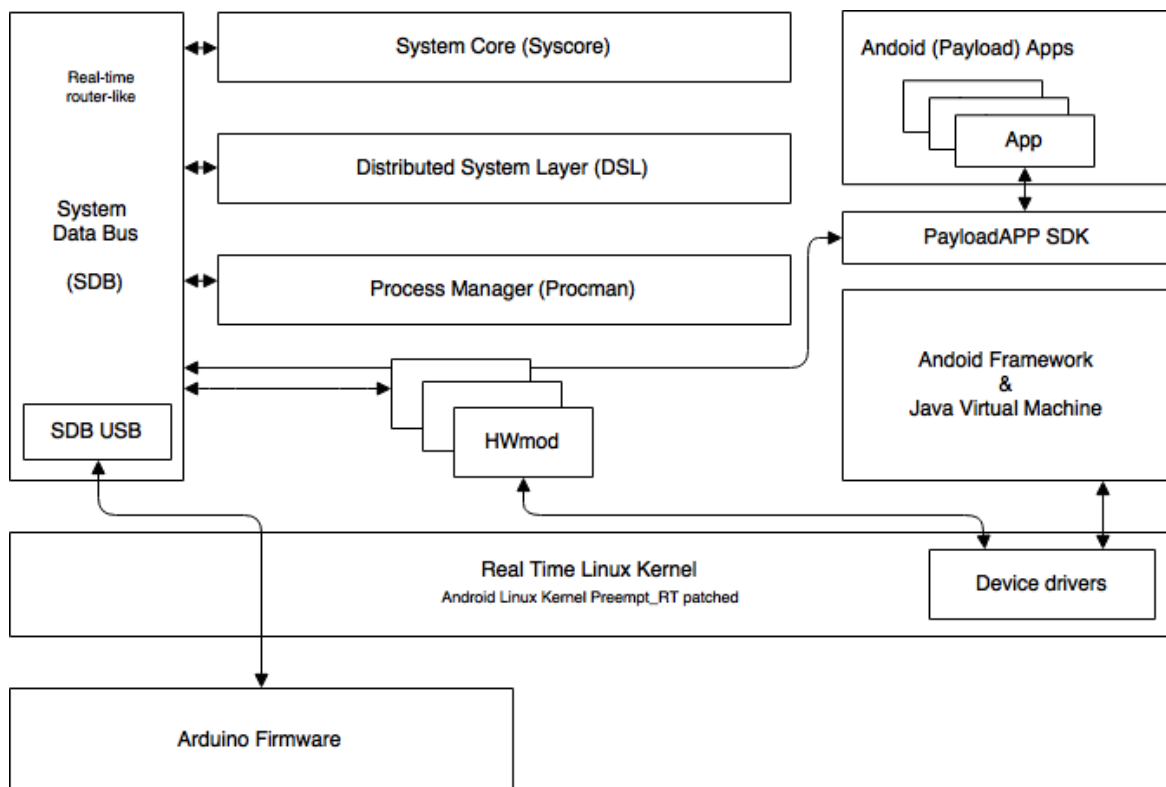 System Core (Syscore)
Real-time
router-like
Distributed System Layer (DSL)
System
Data Bus
(SDB)
Process Manager (Procman)
SDB USB
HWmod
Andoid (Payload) Apps
App
PayloadAPP SDK
Andoid Framework
&
Java Virtual Machine
Real Time Linux Kernel
Android Linux Kernel Preempt_RT patched
Device drivers
Arduino Firmware